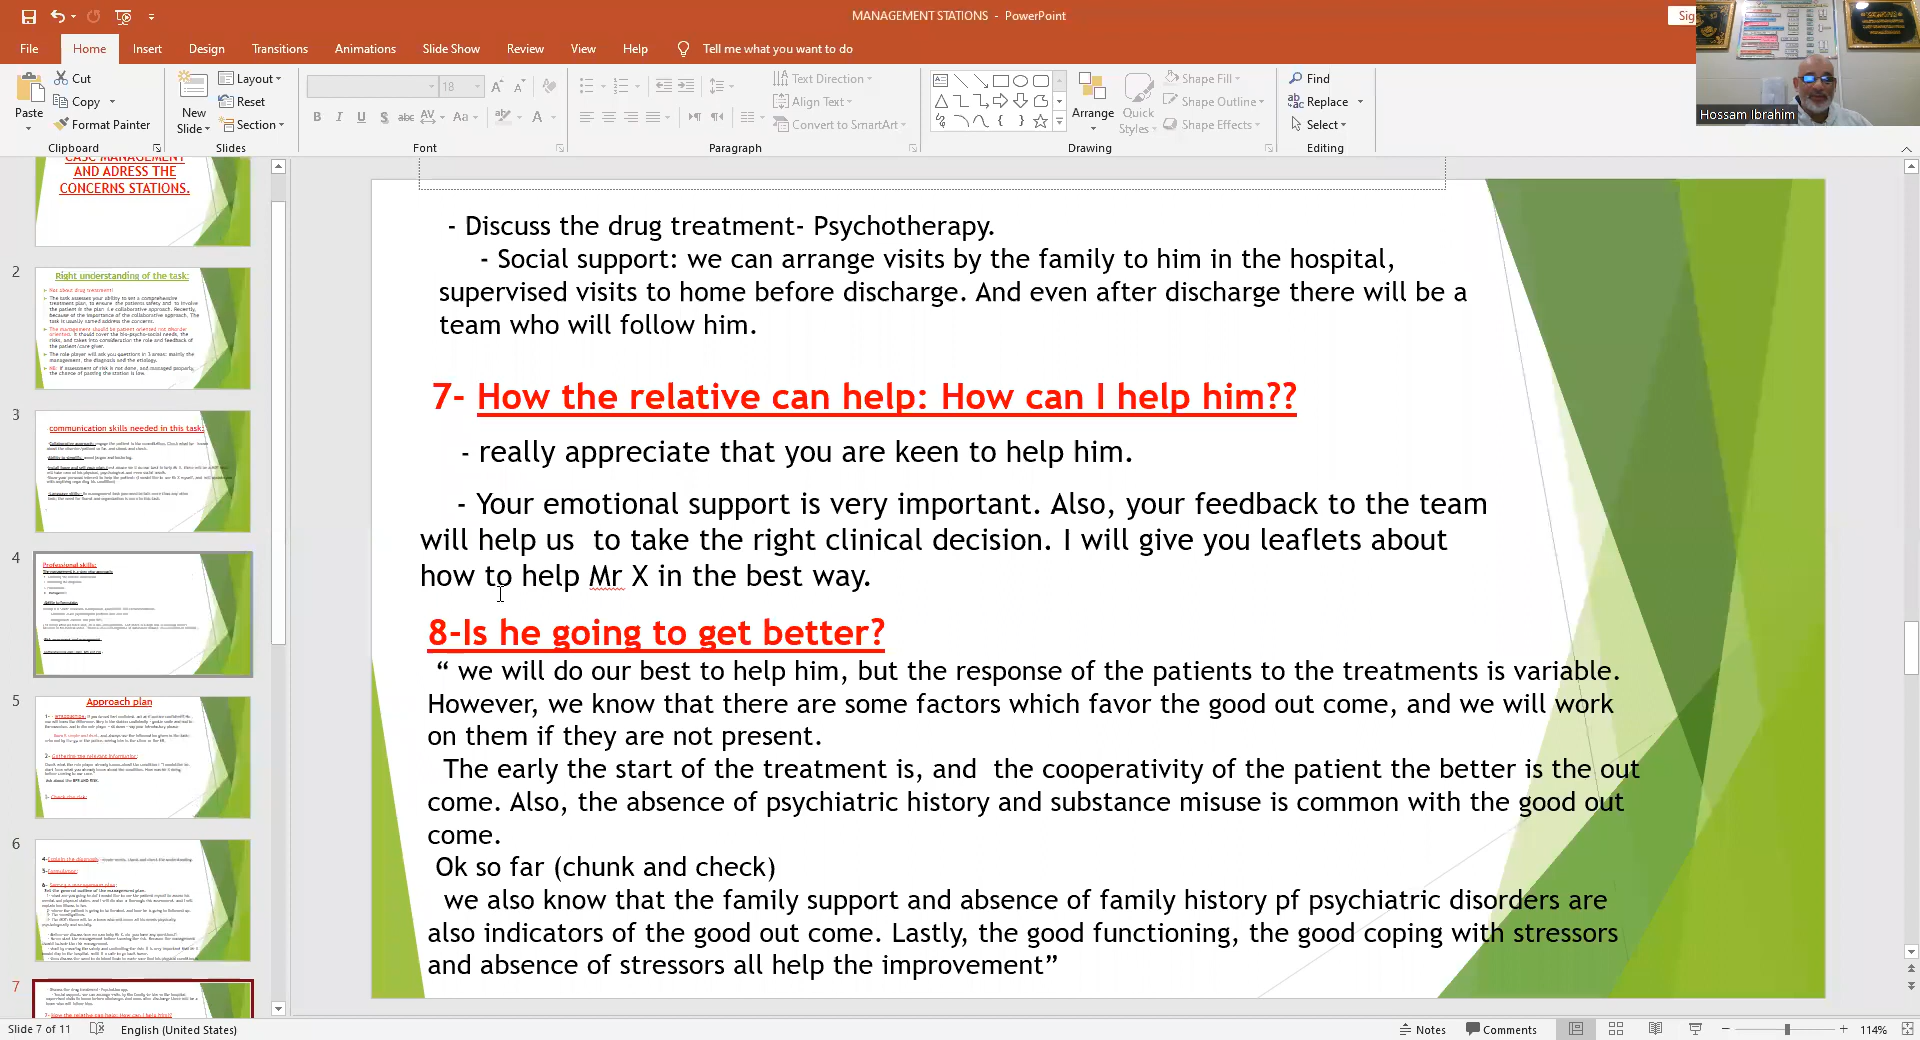 MANAGEMENT STATIONS - PowerPoint
Sig
File Home Insert Design Transitions Animations Slide Show Review View Help Tell me what you want to do
Hossam Ibrahim
Paste
Cut
Copy
Format Painter
Clipboard
New Slide
Layout
Reset
Section
Slides
18
Font
Text Direction
Align Text
Convert to SmartArt
Paragraph
Arrange
Quick Styles
Shape Fill
Shape Outline
Shape Effects
Drawing
Find
Replace
Select
Editing
CASC MANAGEMENT
AND ADRESS THE
CONCERNS STATIONS.
2
Right understanding of the task:
Not about drug treatment!
3
communication skills needed in this task:
4
Professional skills:
5
Approach plan
6
7
- Discuss the drug treatment- Psychotherapy.
- Social support: we can arrange visits by the family to him in the hospital,
supervised visits to home before discharge. And even after discharge there will be a
team who will follow him.
7- How the relative can help: How can I help him??
- really appreciate that you are keen to help him.
- Your emotional support is very important. Also, your feedback to the team
will help us to take the right clinical decision. I will give you leaflets about
how to help Mr X in the best way.
8-Is he going to get better?
“ we will do our best to help him, but the response of the patients to the treatments is variable.
However, we know that there are some factors which favor the good out come, and we will work
on them if they are not present.
The early the start of the treatment is, and the cooperativity of the patient the better is the out
come. Also, the absence of psychiatric history and substance misuse is common with the good out
come.
Ok so far (chunk and check)
we also know that the family support and absence of family history pf psychiatric disorders are
also indicators of the good out come. Lastly, the good functioning, the good coping with stressors
and absence of stressors all help the improvement”
Slide 7 of 11 English (United States) Notes Comments 114%